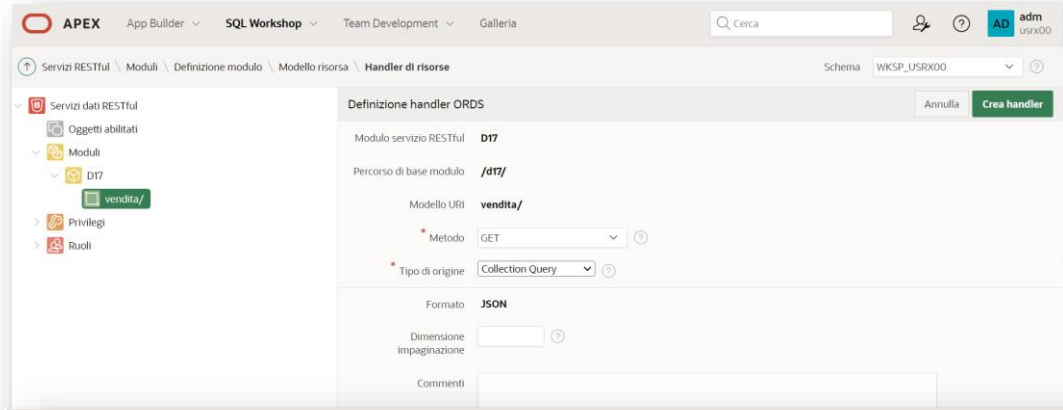 APEX App Builder SQL Workshop Team Development Galleria Cerca AD adm
usrx00
Servizi RESTful \ Moduli \ Definizione modulo \ Modello risorsa \ Handler di risorse Schema WKSP_USRX00
Servizi dati RESTful
Oggetti abilitati
Moduli
D17
vendita/
Privilegi
Ruoli
Definizione handler ORDS Annulla Crea handler
Modulo servizio RESTful D17
Percorso di base modulo /d17/
Modello URI vendita/
* Metodo GET
* Tipo di origine Collection Query
Formato JSON
Dimensione
impaginazione
Commenti